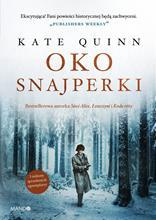 Ekscytująca! Fani powieści historycznej będą zachwyceni.
„PUBLISHERS WEEKLY”
KATE QUINN
OKO
SNAJPERKI
Bestsellerowa autorka Sieci Alice, Łowczyni i Kodu róży
MANDO